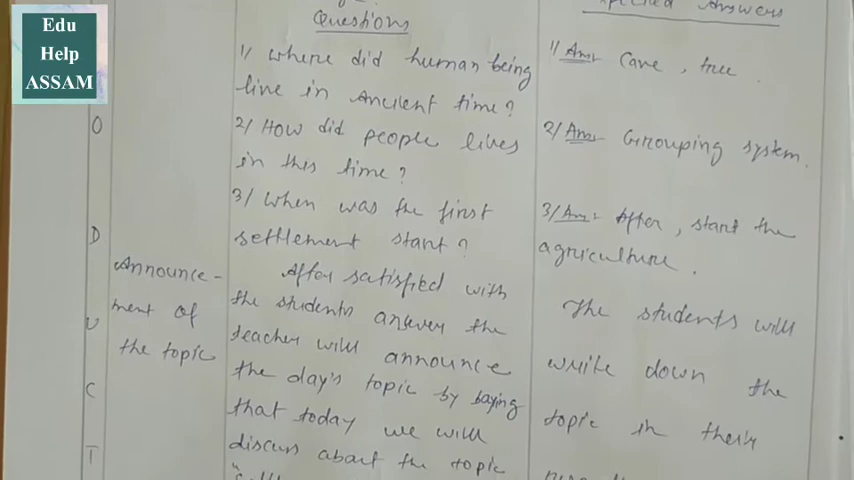 Edu
Help
ASSAM
Questions
Answers
1) Where did human being
live in Ancient time?
1) Ans: Cave, tree
2) How did people lives
in this time?
2) Ans: Grouping system.
3) When was the first
settlement start?
3) Ans: After, start the
agriculture.
O
D
U
C
T
Announce-
ment of
the topic
After satisfied with
the students answer the
teacher will announce
the day's topic by saying
that today we will
discuss about the topic
The students will
write down the
topic in their